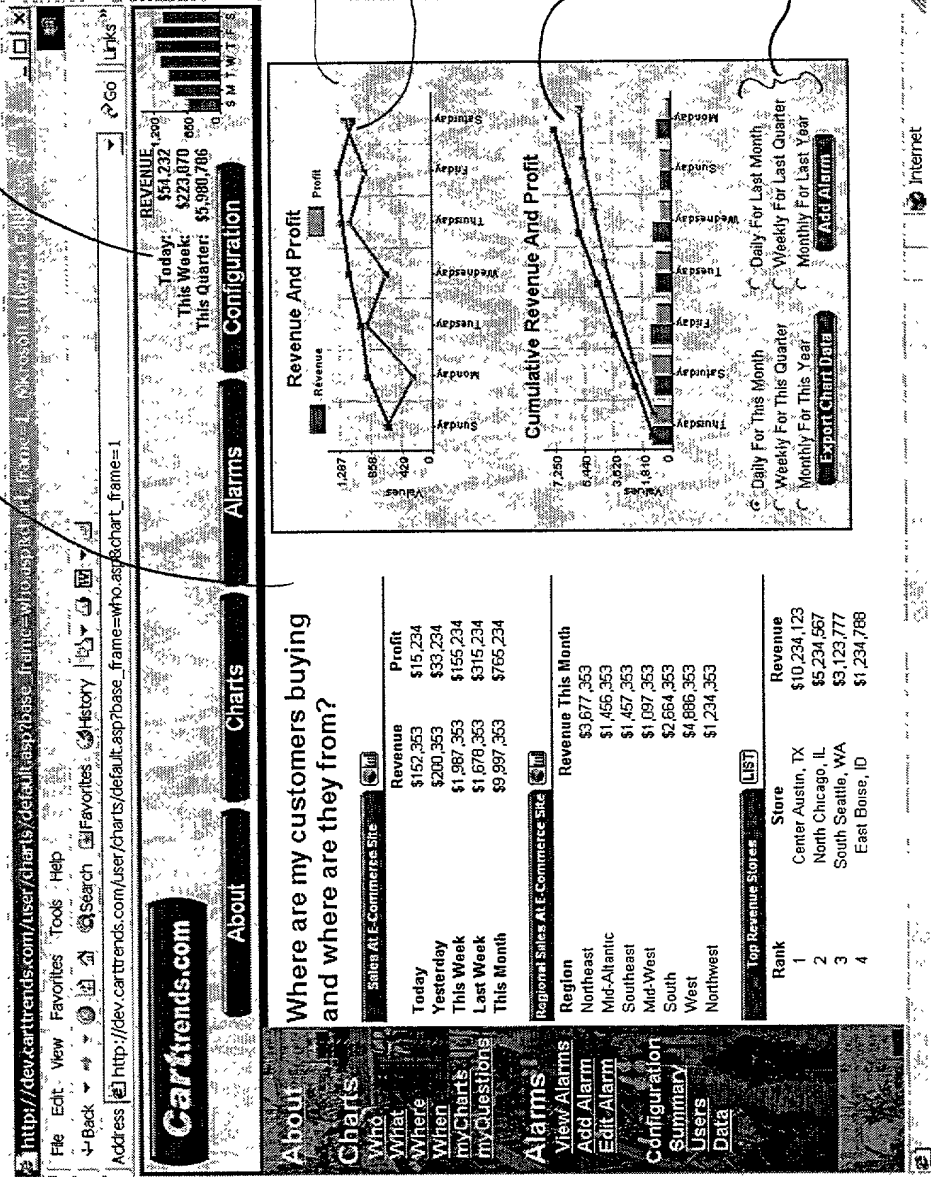 http://dev.carttrends.com/user/charts/default.asp?base_frame=who.asp&chart_frame=1 - Microsoft Internet
File Edit View Favorites Tools Help
Back Search Favorites History
Address http://dev.carttrends.com/user/charts/default.asp?base_frame=who.asp&chart_frame=1 Go Links »
Carttrends.com
REVENUE
Today: $54,232
This Week: $223,870
This Quarter: $5,980,786
1,200
600
0
S M T W T F S
About Charts Alarms Configuration
About
Charts
Who
What
Where
When
myCharts
myQuestions
Alarms
View Alarms
Add Alarm
Edit Alarm
Configuration
Summary
Users
Data
Where are my customers buying
and where are they from?
Sales At E-Commerce Site
Revenue Profit
Today $152,353 $15,234
Yesterday $200,353 $33,234
This Week $1,987,353 $155,234
Last Week $1,678,353 $315,234
This Month $9,997,353 $765,234
Regional Sales At E-Commerce Site
Region Revenue This Month
Northeast $3,677,353
Mid-Altantic $1,456,353
Southeast $1,457,353
Mid-West $1,097,353
South $2,664,353
West $4,886,353
Northwest $1,234,353
Top Revenue Stores LIST
Rank Store Revenue
1 Center Austin, TX $10,234,123
2 North Chicago, IL $5,234,567
3 South Seattle, WA $3,123,777
4 East Boise, ID $1,234,788
Revenue And Profit
Revenue Profit
Values
1,287
858
429
0
Sunday Monday Tuesday Wednesday Thursday Friday Saturday
Cumulative Revenue And Profit
Values
7,250
5,440
3,620
1,810
0
Thursday Saturday Friday Tuesday Wednesday Sunday Monday
Daily For This Month Daily For Last Month
Weekly For This Quarter Weekly For Last Quarter
Monthly For This Year Monthly For Last Year
Export Chart Data Add Alarm
Internet